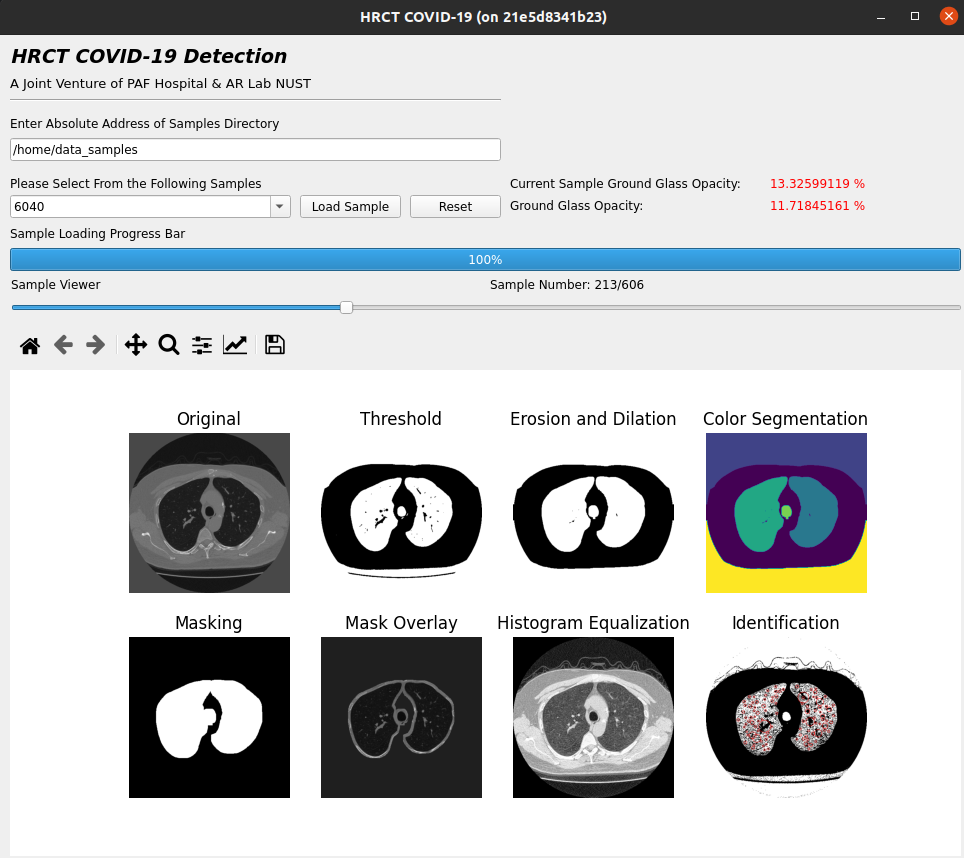 HRCT COVID-19 (on 21e5d8341b23)
HRCT COVID-19 Detection
A Joint Venture of PAF Hospital & AR Lab NUST
Enter Absolute Address of Samples Directory
/home/data_samples
Please Select From the Following Samples
Current Sample Ground Glass Opacity: 13.32599119 %
6040 Load Sample Reset
Ground Glass Opacity: 11.71845161 %
Sample Loading Progress Bar
100%
Sample Viewer Sample Number: 213/606
Original Threshold Erosion and Dilation Color Segmentation
Masking Mask Overlay Histogram Equalization Identification